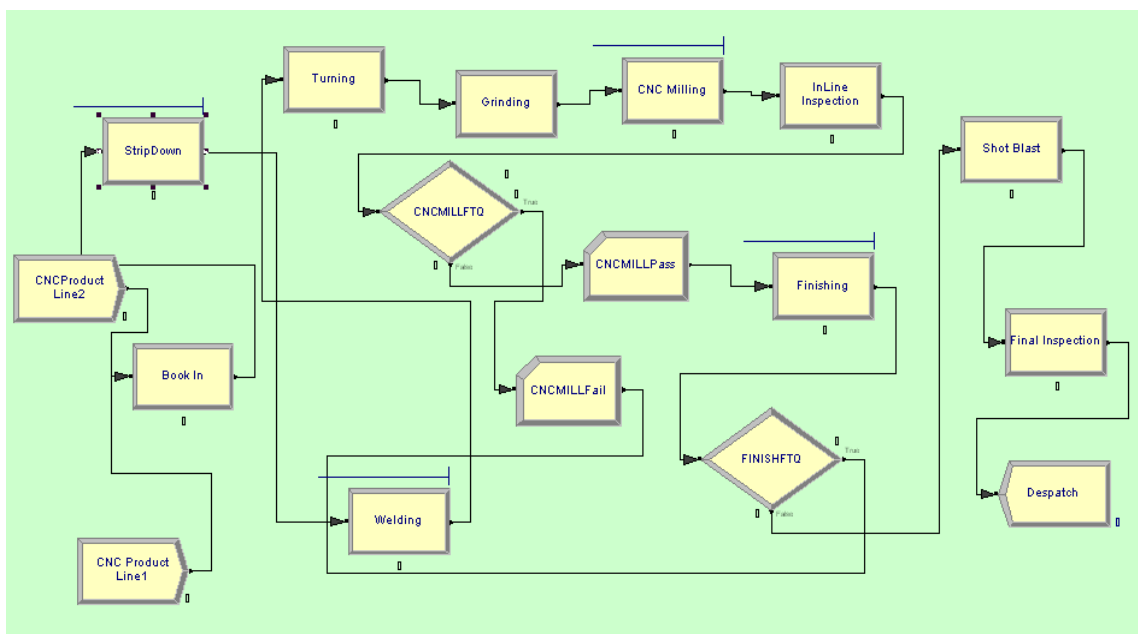 Turning
Grinding
CNC Milling
InLine
Inspection
StripDown
Shot Blast
CNCMILLFTQ
True
False
CNCMILLPass
Finishing
CNCProduct
Line2
Book In
Final Inspection
CNCMILLFail
FINISHFTQ
True
False
Despatch
Welding
CNC Product
Line1